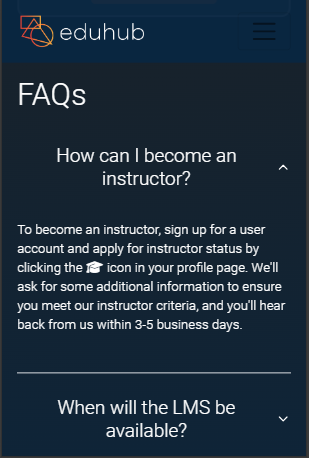 eduhub
FAQs
How can I become an
instructor?
To become an instructor, sign up for a user
account and apply for instructor status by
clicking the icon in your profile page. We'll
ask for some additional information to ensure
you meet our instructor criteria, and you'll hear
back from us within 3-5 business days.
When will the LMS be
available?